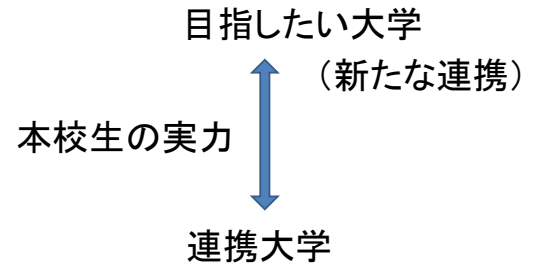 目指したい大学
（新たな連携）
本校生の実力
連携大学